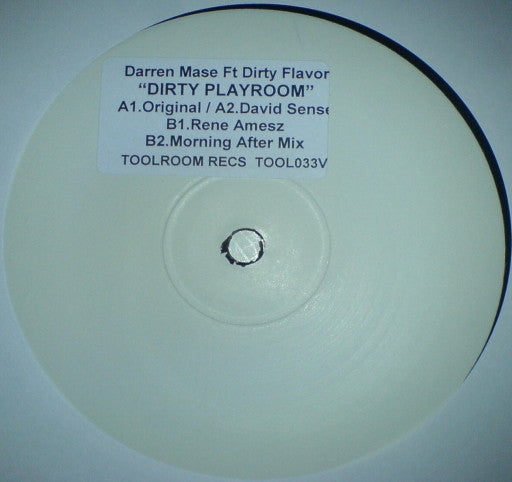 Darren Mase Ft Dirty Flavor
“DIRTY PLAYROOM”
A1.Original / A2.David Sense
B1.Rene Amesz
B2.Morning After Mix
TOOLROOM RECS TOOL033V